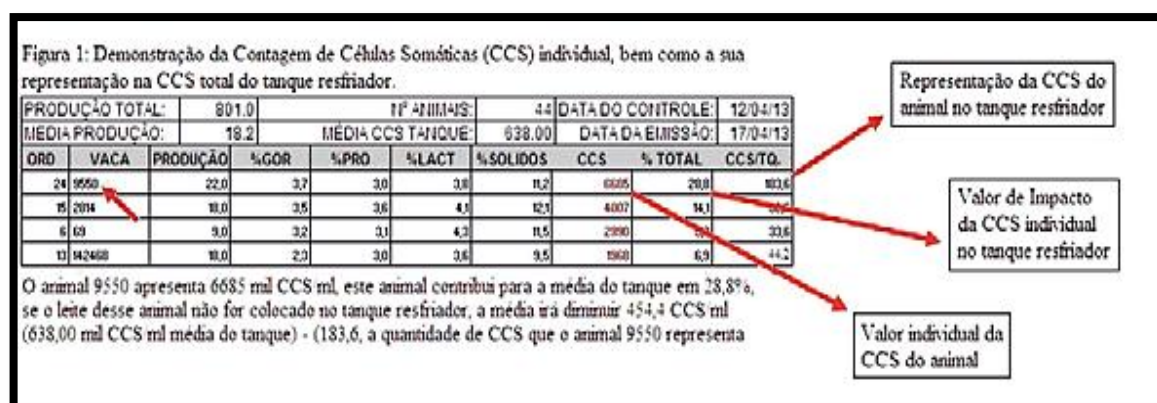 Figura 1: Demonstração da Contagem de Células Somáticas (CCS) individual, bem como a sua
representação na CCS total do tanque resfriador.
PRODUÇÃO TOTAL: 801.0 Nº ANIMAIS: 44 DATA DO CONTROLE: 12/04/13
MÉDIA PRODUÇÃO: 18.2 MÉDIA CCS TANQUE: 638.00 DATA DA EMISSÃO: 17/04/13
ORD VACA PRODUÇÃO %GOR %PRO %LACT %SOLIDOS CCS % TOTAL CCS/TQ.
24 9550 22,0 3,7 3,0 3,8 11,2 6685 28,8 183,6
15 2014 18,0 3,5 3,6 4,1 12,1 4007 14,1
6 69 9,0 3,2 3,1 4,3 11,5 2990 33,6
13 142468 18,0 2,3 3,0 3,6 9,5 1968 6,9 44,2
O animal 9550 apresenta 6685 mil CCS ml, este animal contribui para a média do tanque em 28,8%,
se o leite desse animal não for colocado no tanque resfriador, a média irá diminuir 454,4 CCS ml
(638,00 mil CCS ml média do tanque) - (183,6, a quantidade de CCS que o animal 9550 representa
Representação da CCS do
animal no tanque resfriador
Valor de Impacto
da CCS individual
no tanque resfriador
Valor individual da
CCS do animal